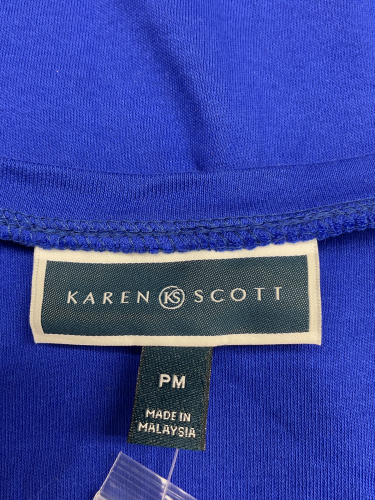 KAREN KS SCOTT
PM
MADE IN
MALAYSIA